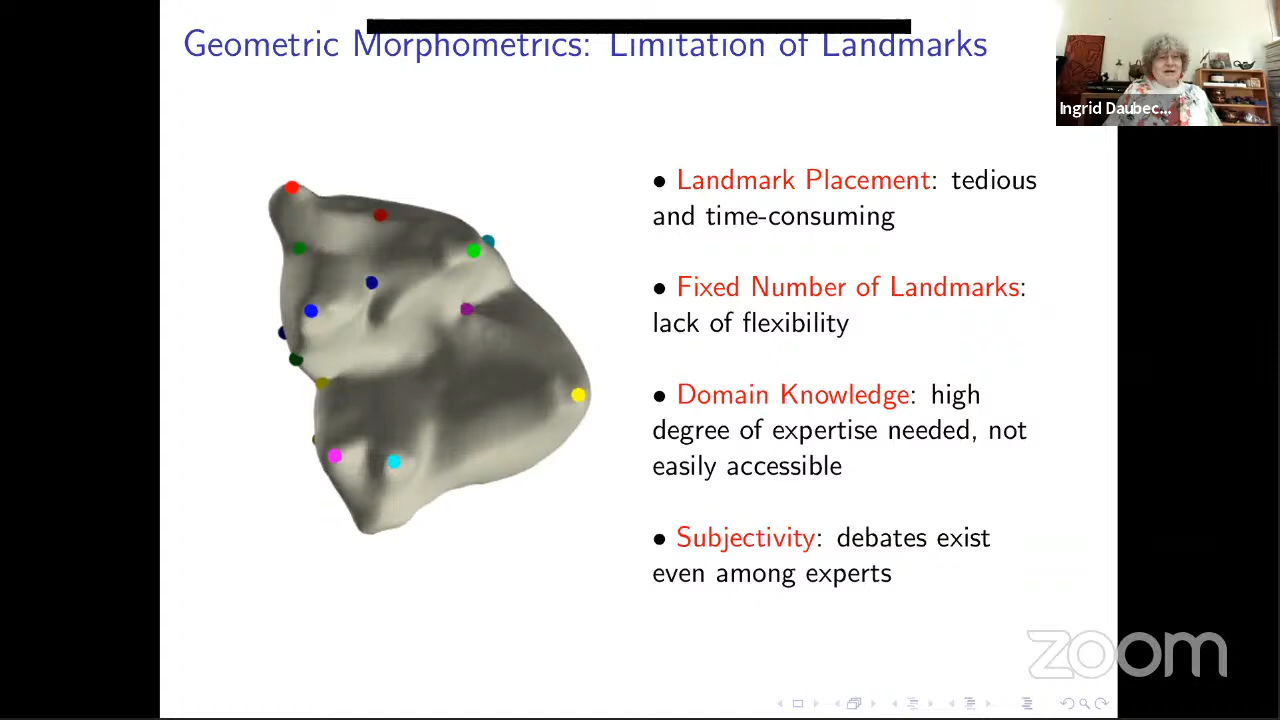 Geometric Morphometrics: Limitation of Landmarks
Ingrid Daubec...
• Landmark Placement: tedious
and time-consuming
• Fixed Number of Landmarks:
lack of flexibility
• Domain Knowledge: high
degree of expertise needed, not
easily accessible
• Subjectivity: debates exist
even among experts
zoom